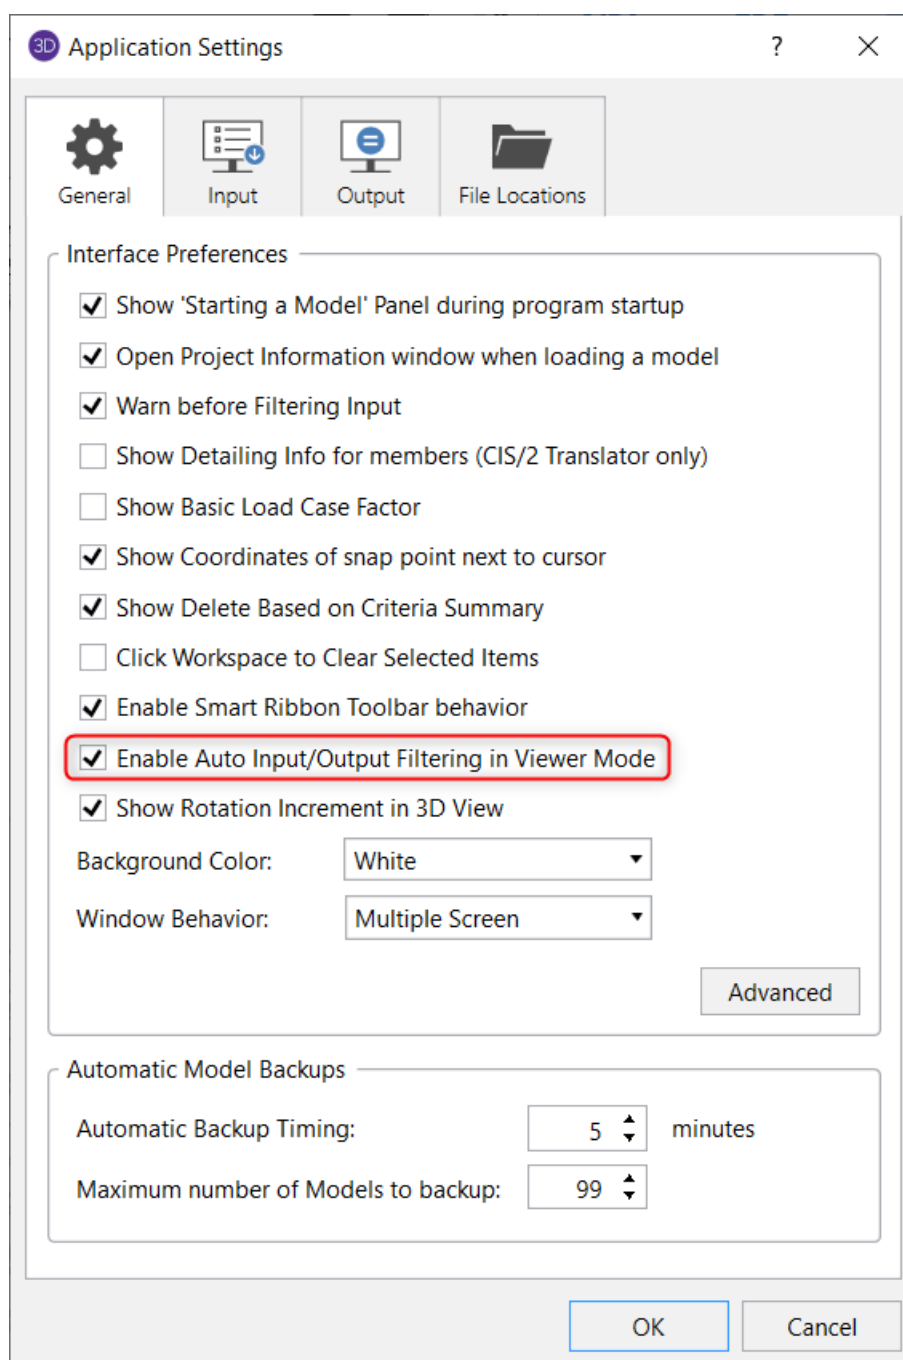 3D Application Settings ?
General Input Output File Locations
Interface Preferences
Show 'Starting a Model' Panel during program startup
Open Project Information window when loading a model
Warn before Filtering Input
Show Detailing Info for members (CIS/2 Translator only)
Show Basic Load Case Factor
Show Coordinates of snap point next to cursor
Show Delete Based on Criteria Summary
Click Workspace to Clear Selected Items
Enable Smart Ribbon Toolbar behavior
Enable Auto Input/Output Filtering in Viewer Mode
Show Rotation Increment in 3D View
Background Color: White
Window Behavior: Multiple Screen
Advanced
Automatic Model Backups
Automatic Backup Timing: 5 minutes
Maximum number of Models to backup: 99
OK Cancel